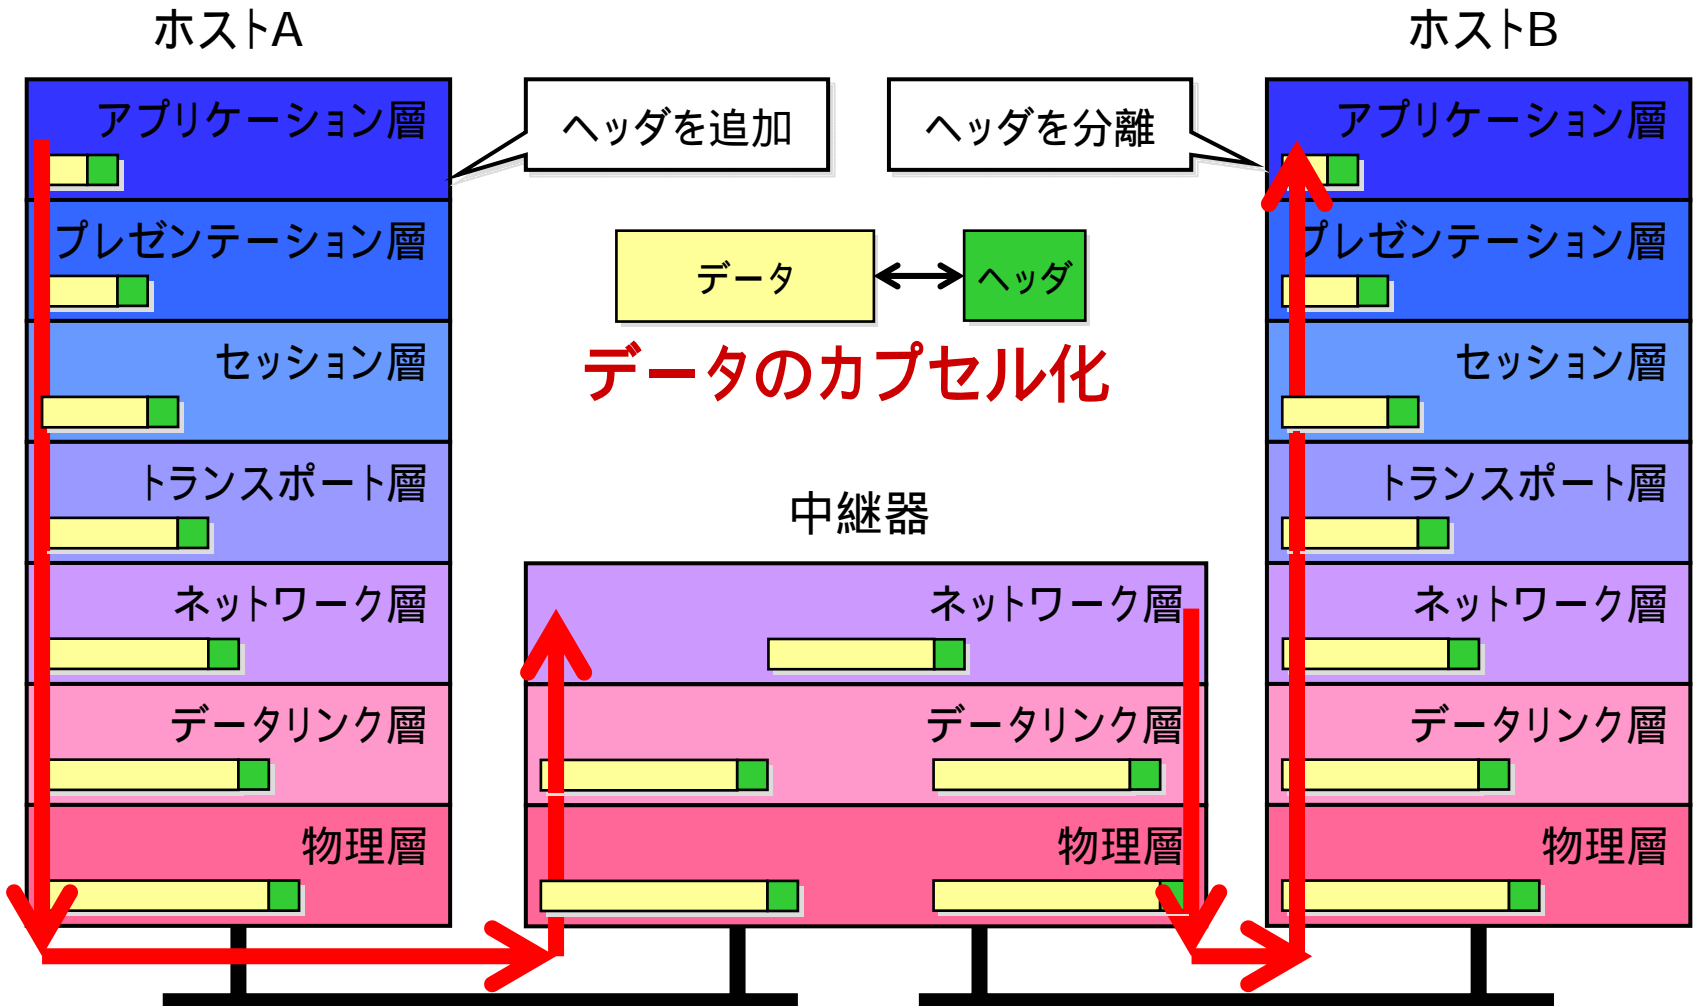 ホストA
ホストB
アプリケーション層
プレゼンテーション層
セッション層
トランスポート層
ネットワーク層
データリンク層
物理層
ヘッダを追加
ヘッダを分離
データ
ヘッダ
データのカプセル化
中継器
ネットワーク層
データリンク層
物理層
アプリケーション層
プレゼンテーション層
セッション層
トランスポート層
ネットワーク層
データリンク層
物理層